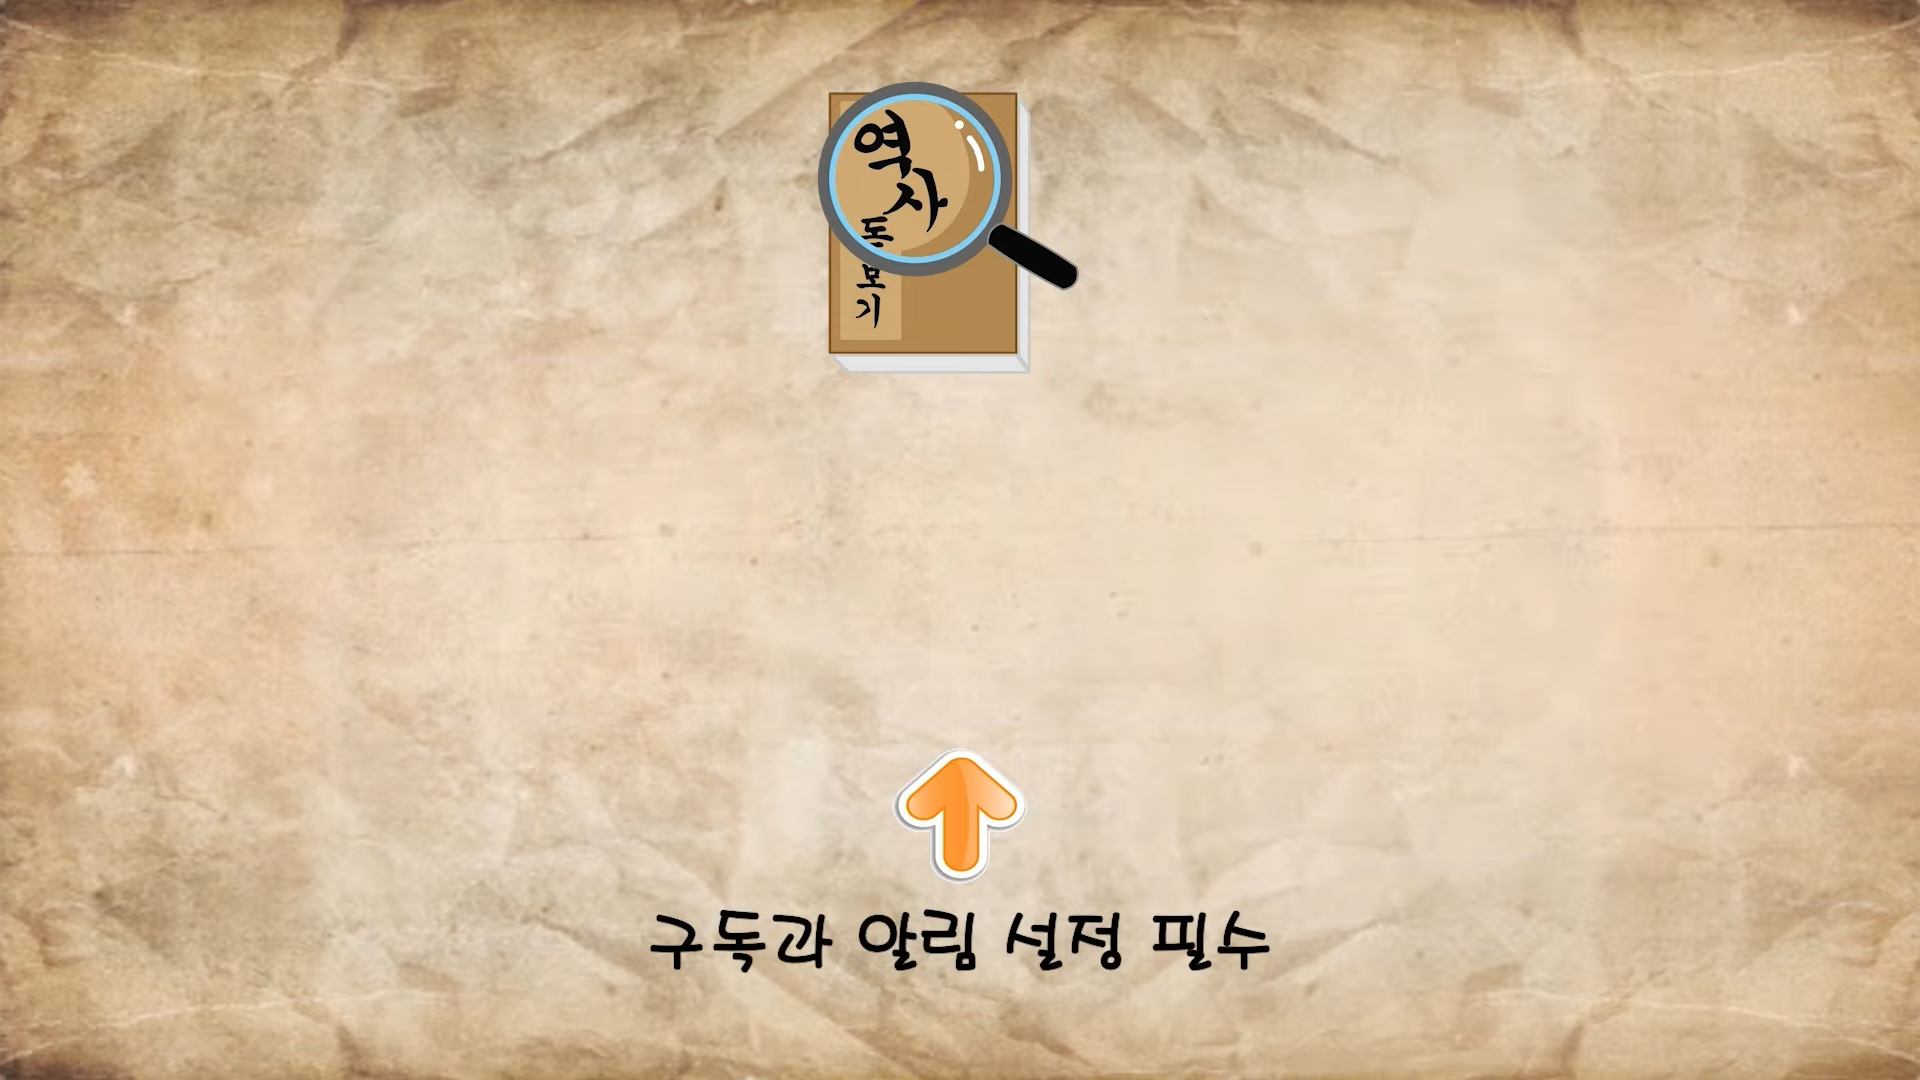 역사
돋보기
구독과 알림 설정 필수